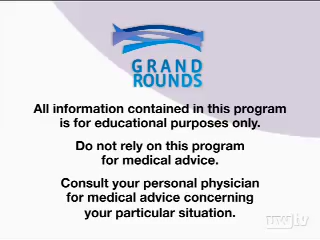 GRAND
ROUNDS
All information contained in this program
is for educational purposes only.
Do not rely on this program
for medical advice.
Consult your personal physician
for medical advice concerning
your particular situation.
uwtv